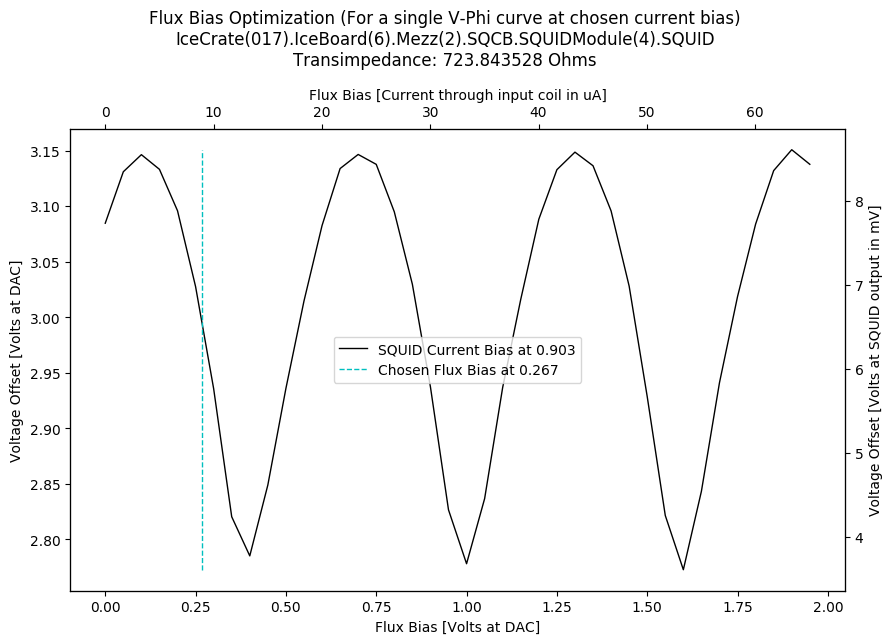 Flux Bias Optimization (For a single V-Phi curve at chosen current bias)
IceCrate(017).IceBoard(6).Mezz(2).SQCB.SQUIDModule(4).SQUID
Transimpedance: 723.843528 Ohms
Flux Bias [Current through input coil in uA]
0 10 20 30 40 50 60
Voltage Offset [Volts at DAC]
3.15
3.10
3.05
3.00
2.95
2.90
2.85
2.80
SQUID Current Bias at 0.903
Chosen Flux Bias at 0.267
8
7
6
5
4
Voltage Offset [Volts at SQUID output in mV]
0.00 0.25 0.50 0.75 1.00 1.25 1.50 1.75 2.00
Flux Bias [Volts at DAC]